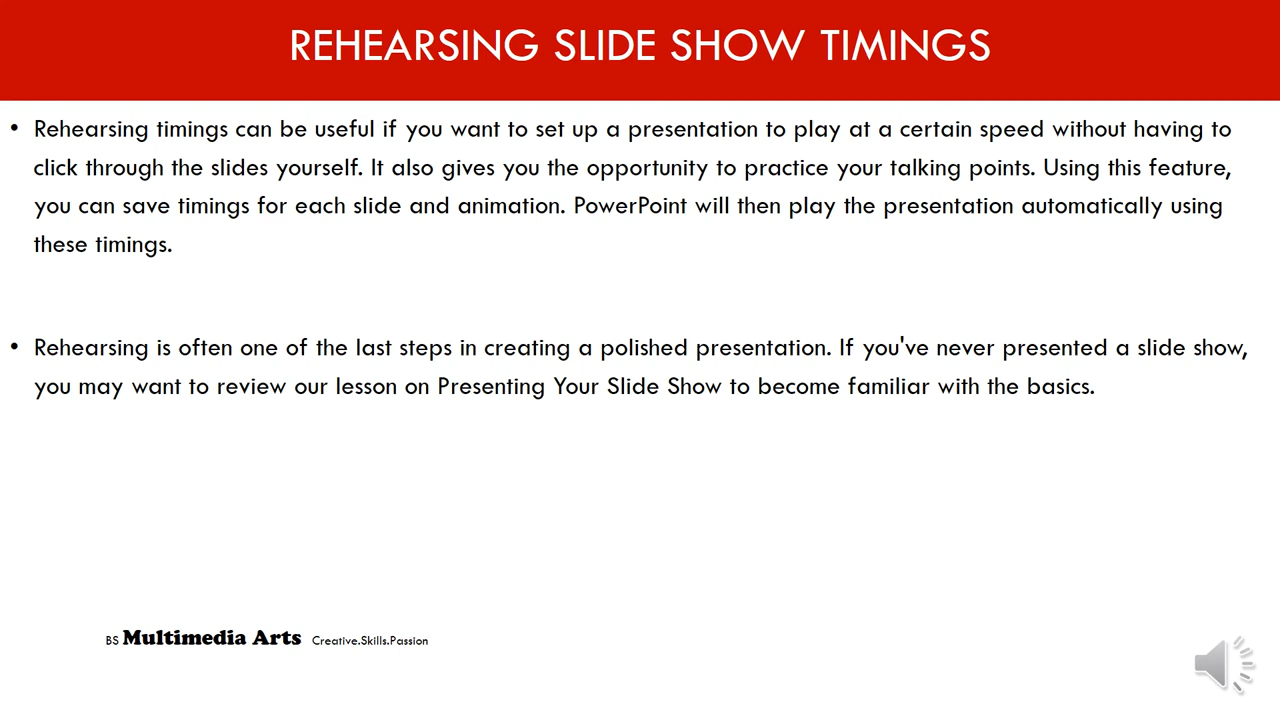 REHEARSING SLIDE SHOW TIMINGS
• Rehearsing timings can be useful if you want to set up a presentation to play at a certain speed without having to
click through the slides yourself. It also gives you the opportunity to practice your talking points. Using this feature,
you can save timings for each slide and animation. PowerPoint will then play the presentation automatically using
these timings.
• Rehearsing is often one of the last steps in creating a polished presentation. If you've never presented a slide show,
you may want to review our lesson on Presenting Your Slide Show to become familiar with the basics.
BS Multimedia Arts Creative.Skills.Passion